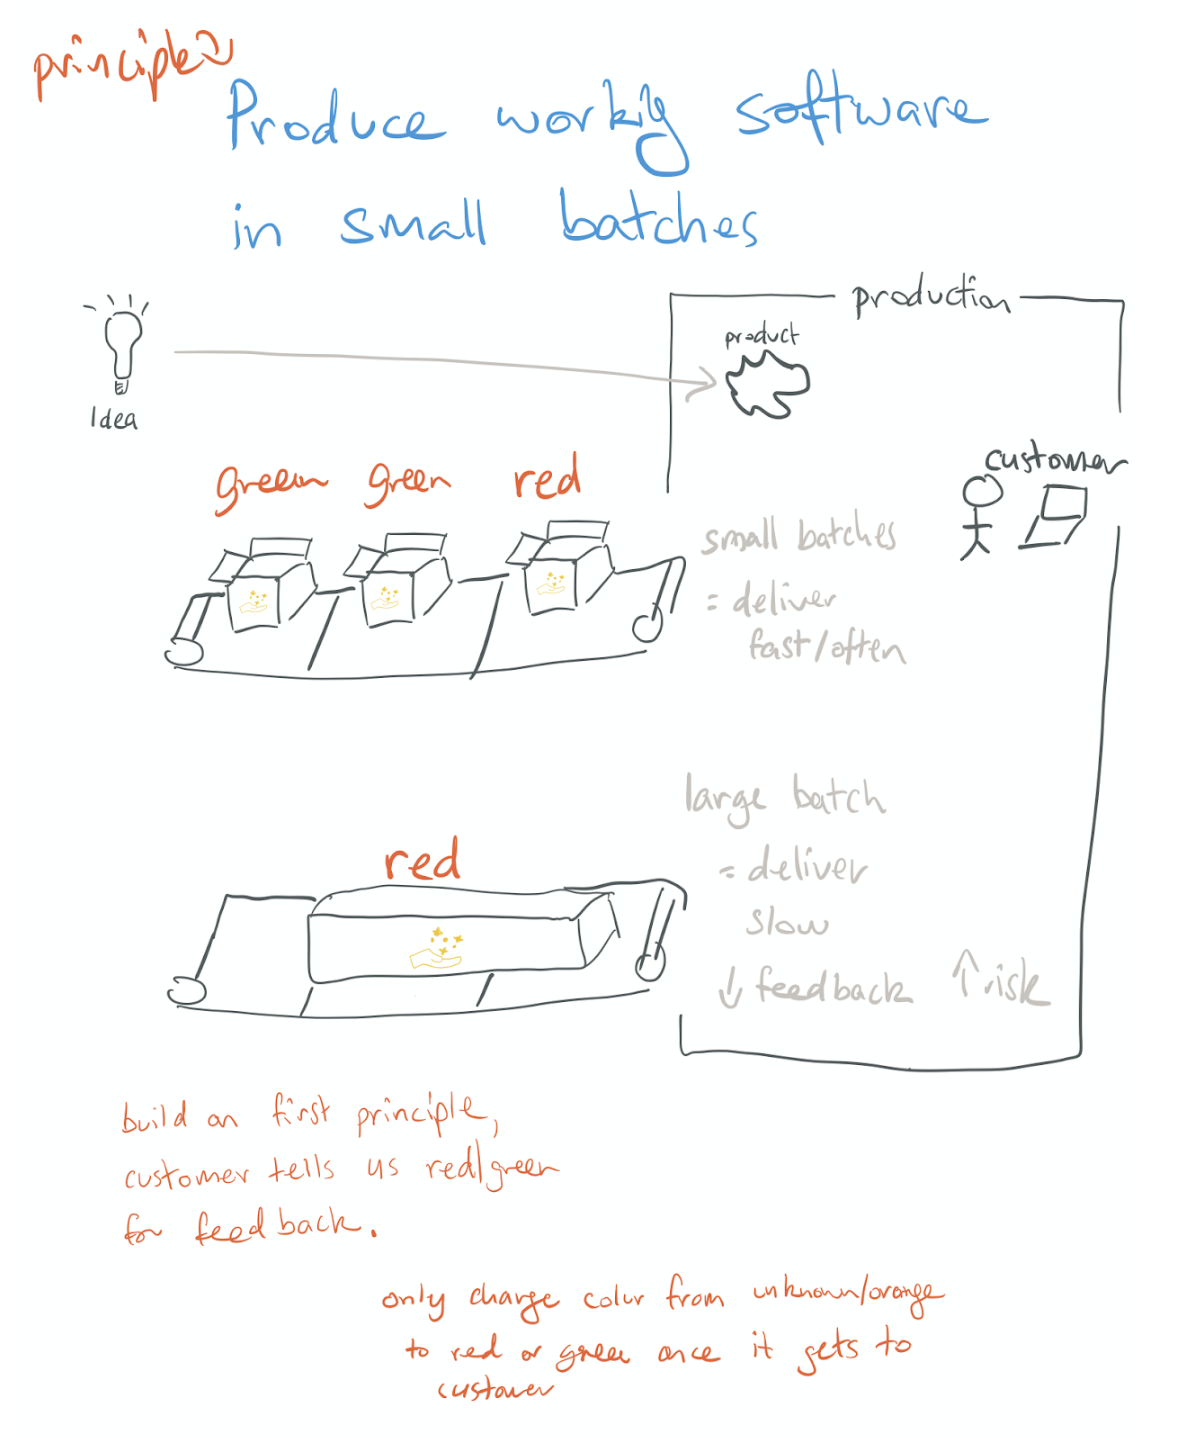 principle 2
Produce working software
in small batches
production
product
Idea
customer
green green red
small batches
= deliver
fast/often
large batch
= deliver
slow
↓ feedback ↑ risk
red
build on first principle,
customer tells us red/green
for feedback.
only change color from unknown/orange
to red or green once it gets to
customer